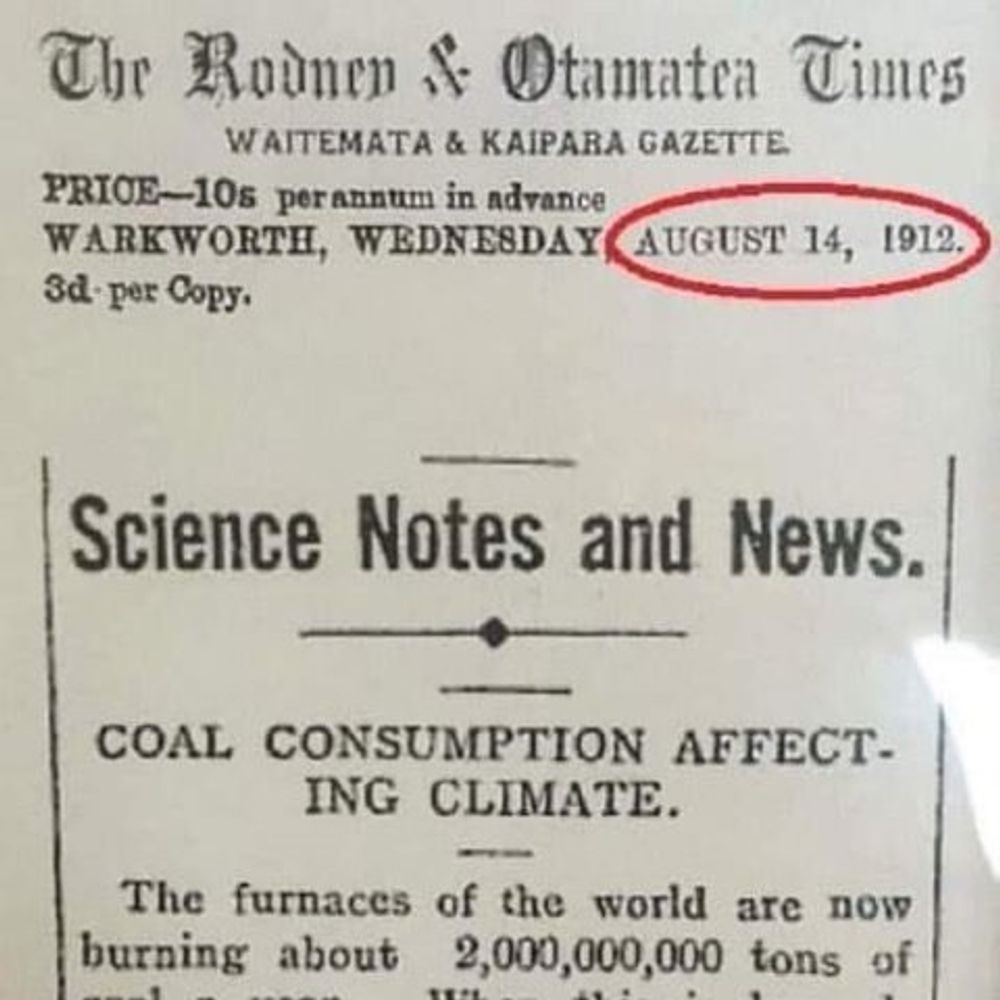 The Rodney & Otamatea Times
WAITEMATA & KAIPARA GAZETTE.
PRICE—10s per annum in advance
WARKWORTH, WEDNESDAY, AUGUST 14, 1912.
3d per Copy.
Science Notes and News.
COAL CONSUMPTION AFFECT-
ING CLIMATE.
The furnaces of the world are now
burning about 2,000,000,000 tons of